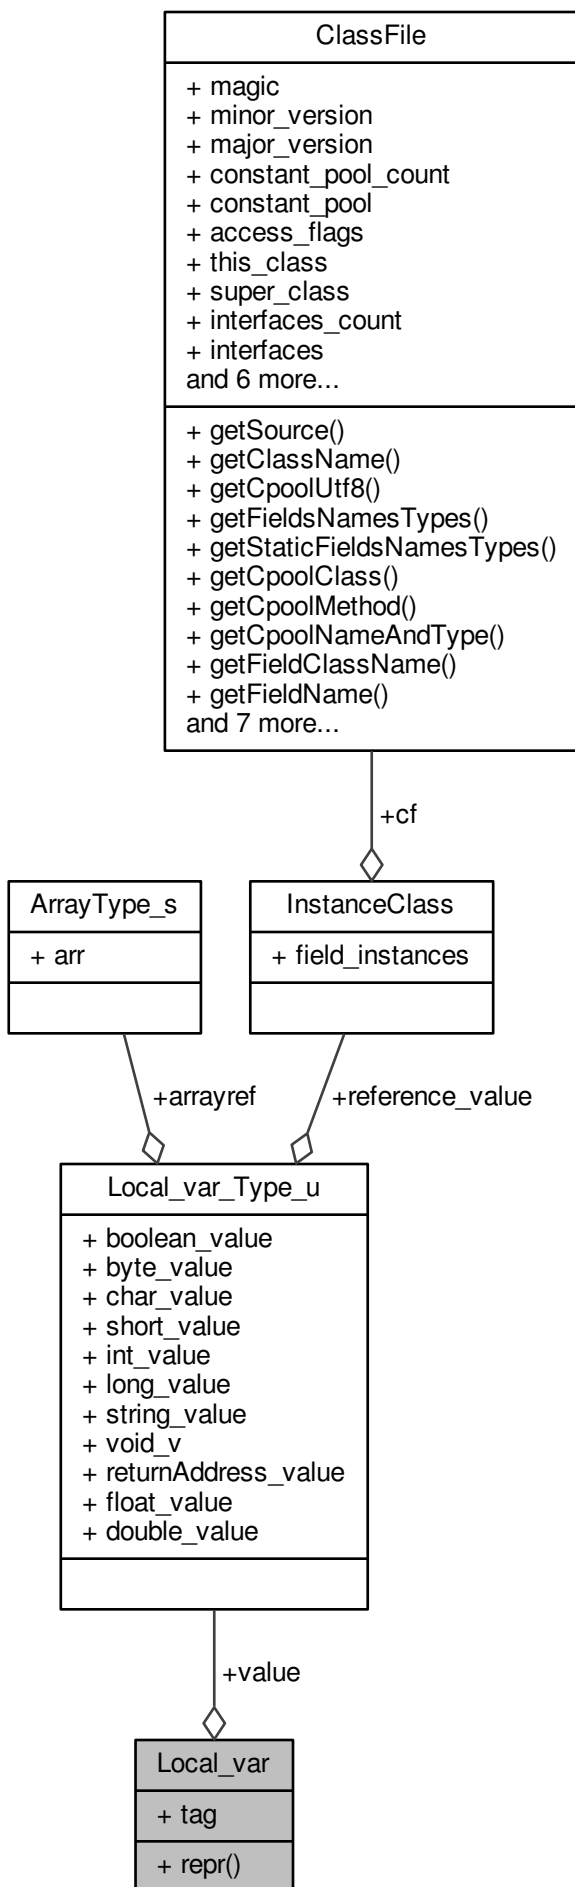 ClassFile
+ magic
+ minor_version
+ major_version
+ constant_pool_count
+ constant_pool
+ access_flags
+ this_class
+ super_class
+ interfaces_count
+ interfaces
and 6 more...
+ getSource()
+ getClassName()
+ getCpoolUtf8()
+ getFieldsNamesTypes()
+ getStaticFieldsNamesTypes()
+ getCpoolClass()
+ getCpoolMethod()
+ getCpoolNameAndType()
+ getFieldClassName()
+ getFieldName()
and 7 more...
+cf
ArrayType_s
+ arr
InstanceClass
+ field_instances
+arrayref
+reference_value
Local_var_Type_u
+ boolean_value
+ byte_value
+ char_value
+ short_value
+ int_value
+ long_value
+ string_value
+ void_v
+ returnAddress_value
+ float_value
+ double_value
+value
Local_var
+ tag
+ repr()